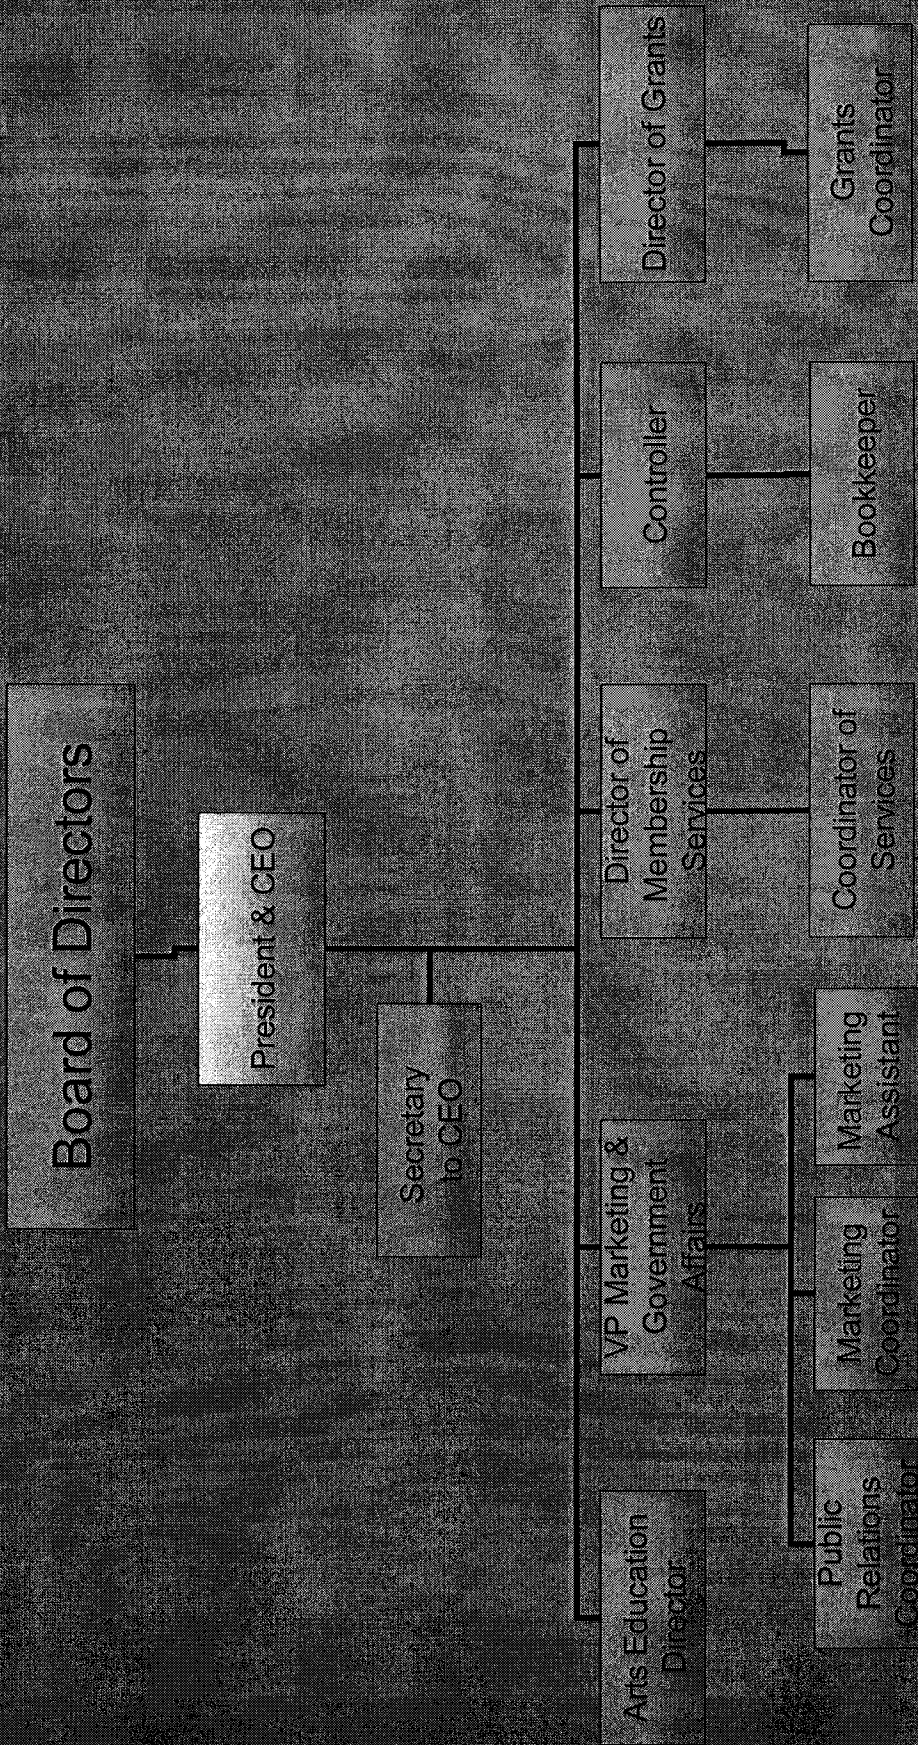 Board of Directors
President & CEO
Secretary
to CEO
Arts Education
Director
VP Marketing &
Government
Affairs
Director of
Membership
Services
Controller
Director of Grants
Public
Relations
Coordinator
Marketing
Coordinator
Marketing
Assistant
Coordinator of
Services
Bookkeeper
Grants
Coordinator